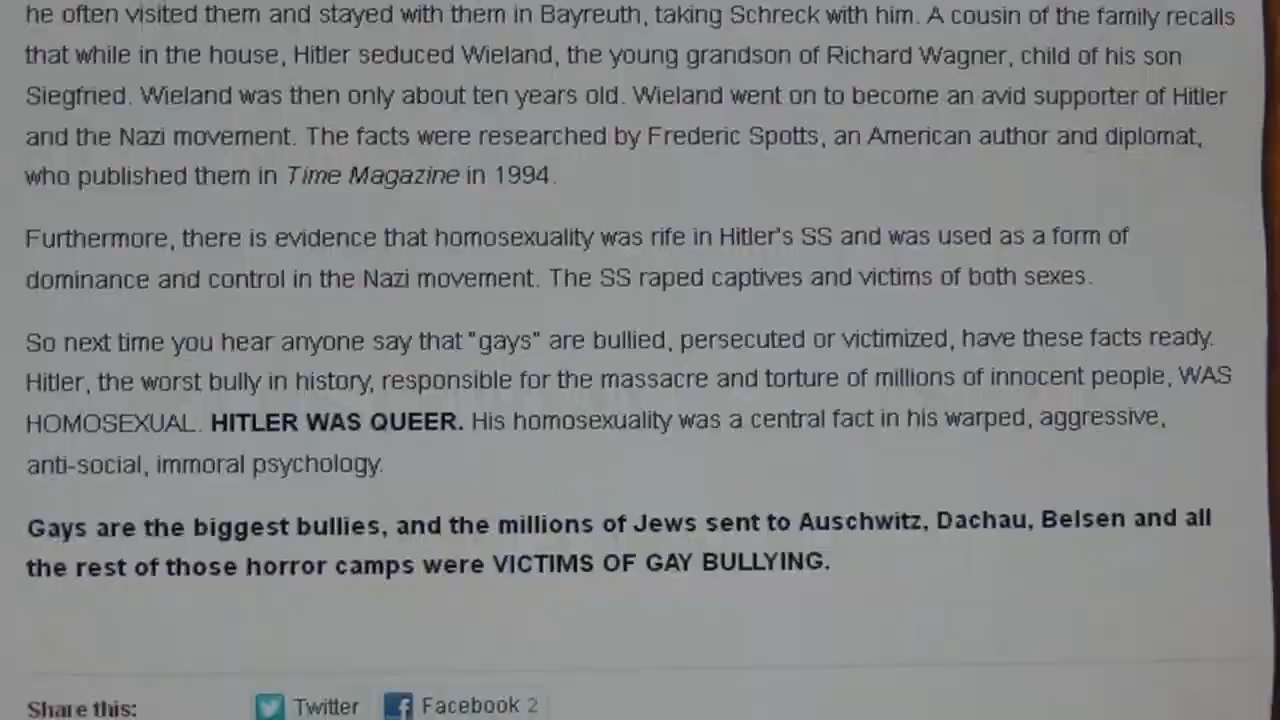 he often visited them and stayed with them in Bayreuth, taking Schreck with him. A cousin of the family recalls
that while in the house, Hitler seduced Wieland, the young grandson of Richard Wagner, child of his son
Siegfried. Wieland was then only about ten years old. Wieland went on to become an avid supporter of Hitler
and the Nazi movement. The facts were researched by Frederic Spotts, an American author and diplomat,
who published them in Time Magazine in 1994.
Furthermore, there is evidence that homosexuality was rife in Hitler's SS and was used as a form of
dominance and control in the Nazi movement. The SS raped captives and victims of both sexes.
So next time you hear anyone say that "gays" are bullied, persecuted or victimized, have these facts ready.
Hitler, the worst bully in history, responsible for the massacre and torture of millions of innocent people, WAS
HOMOSEXUAL. HITLER WAS QUEER. His homosexuality was a central fact in his warped, aggressive,
anti-social, immoral psychology.
Gays are the biggest bullies, and the millions of Jews sent to Auschwitz, Dachau, Belsen and all
the rest of those horror camps were VICTIMS OF GAY BULLYING.
Share this: Twitter Facebook 2